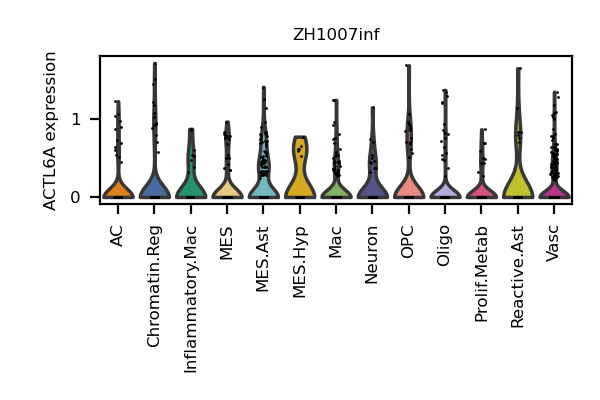 ZH1007inf
ACTL6A expression
1
0
AC
Chromatin.Reg
Inflammatory.Mac
MES
MES.Ast
MES.Hyp
Mac
Neuron
OPC
Oligo
Prolif.Metab
Reactive.Ast
Vasc